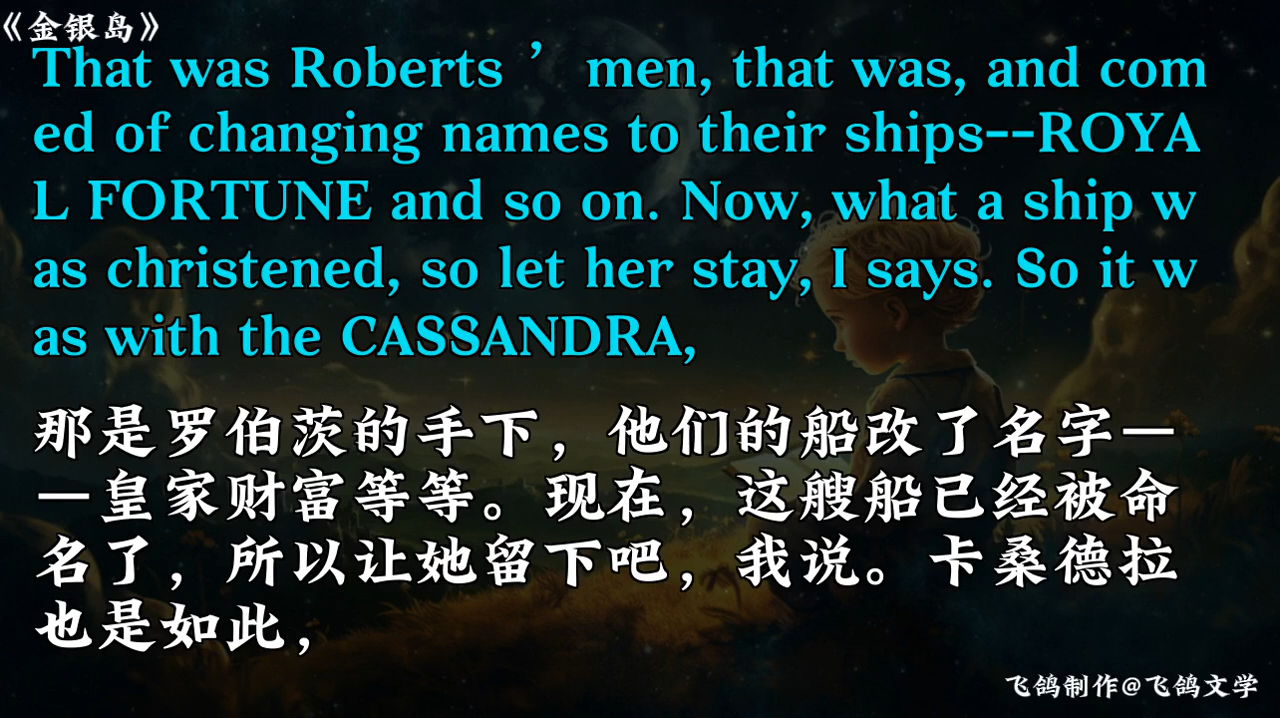 《金银岛》
That was Roberts ’ men, that was, and com
ed of changing names to their ships--ROYA
L FORTUNE and so on. Now, what a ship w
as christened, so let her stay, I says. So it w
as with the CASSANDRA,
那是罗伯茨的手下，他们的船改了名字—
—皇家财富等等。现在，这艘船已经被命
名了，所以让她留下吧，我说。卡桑德拉
也是如此，
飞鸽制作@飞鸽文学